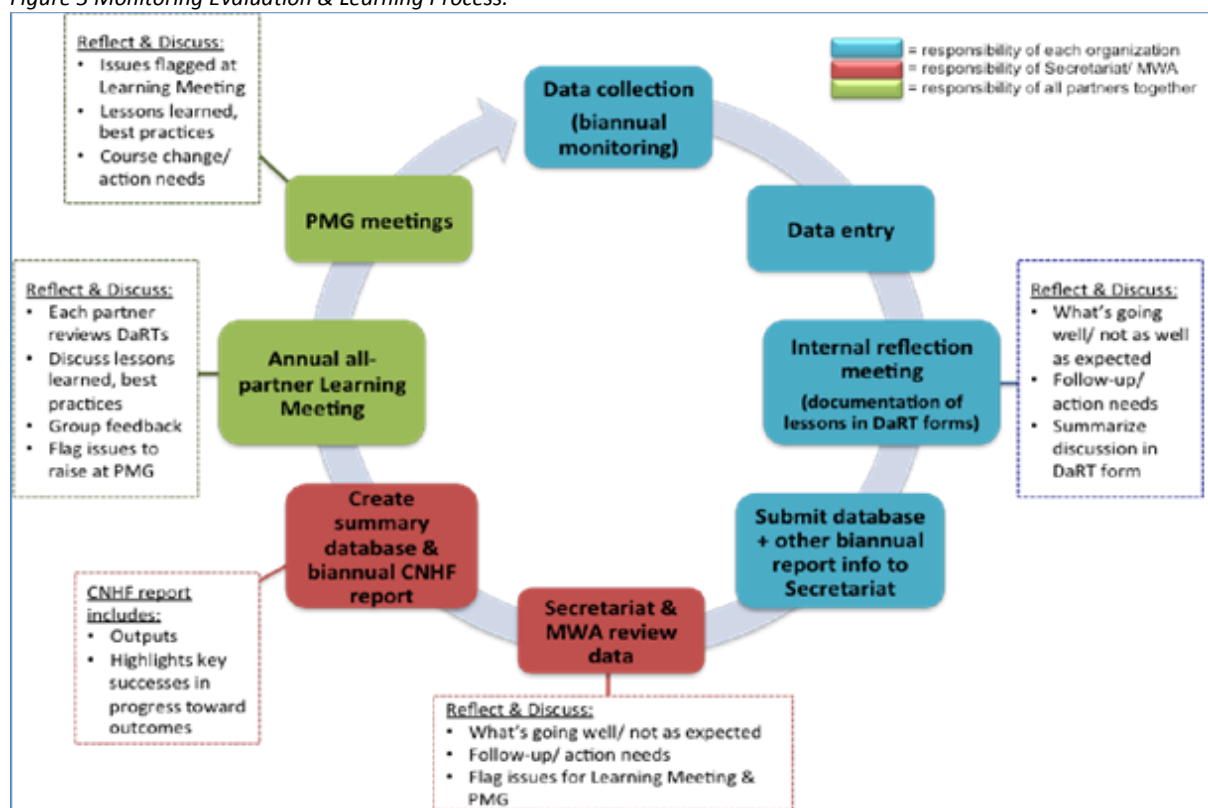 Figure 3 Monitoring Evaluation & Learning Process.
Reflect & Discuss:
• Issues flagged at
Learning Meeting
• Lessons learned,
best practices
• Course change/
action needs
= responsibility of each organization
= responsibility of Secretariat/ MWA
= responsibility of all partners together
Data collection
(biannual
monitoring)
PMG meetings
Data entry
Reflect & Discuss:
• Each partner
reviews DaRTs
• Discuss lessons
learned, best
practices
• Group feedback
• Flag issues to
raise at PMG
Annual all-
partner Learning
Meeting
Internal reflection
meeting
(documentation of
lessons in DaRT forms)
Reflect & Discuss:
• What's going
well/ not as well
as expected
• Follow-up/
action needs
• Summarize
discussion in
DaRT form
Create
summary
database &
biannual CNHF
report
Submit database
+ other biannual
report info to
Secretariat
CNHF report
includes:
• Outputs
• Highlights key
successes in
progress toward
outcomes
Secretariat &
MWA review
data
Reflect & Discuss:
• What's going well/ not as expected
• Follow-up/ action needs
• Flag issues for Learning Meeting &
PMG